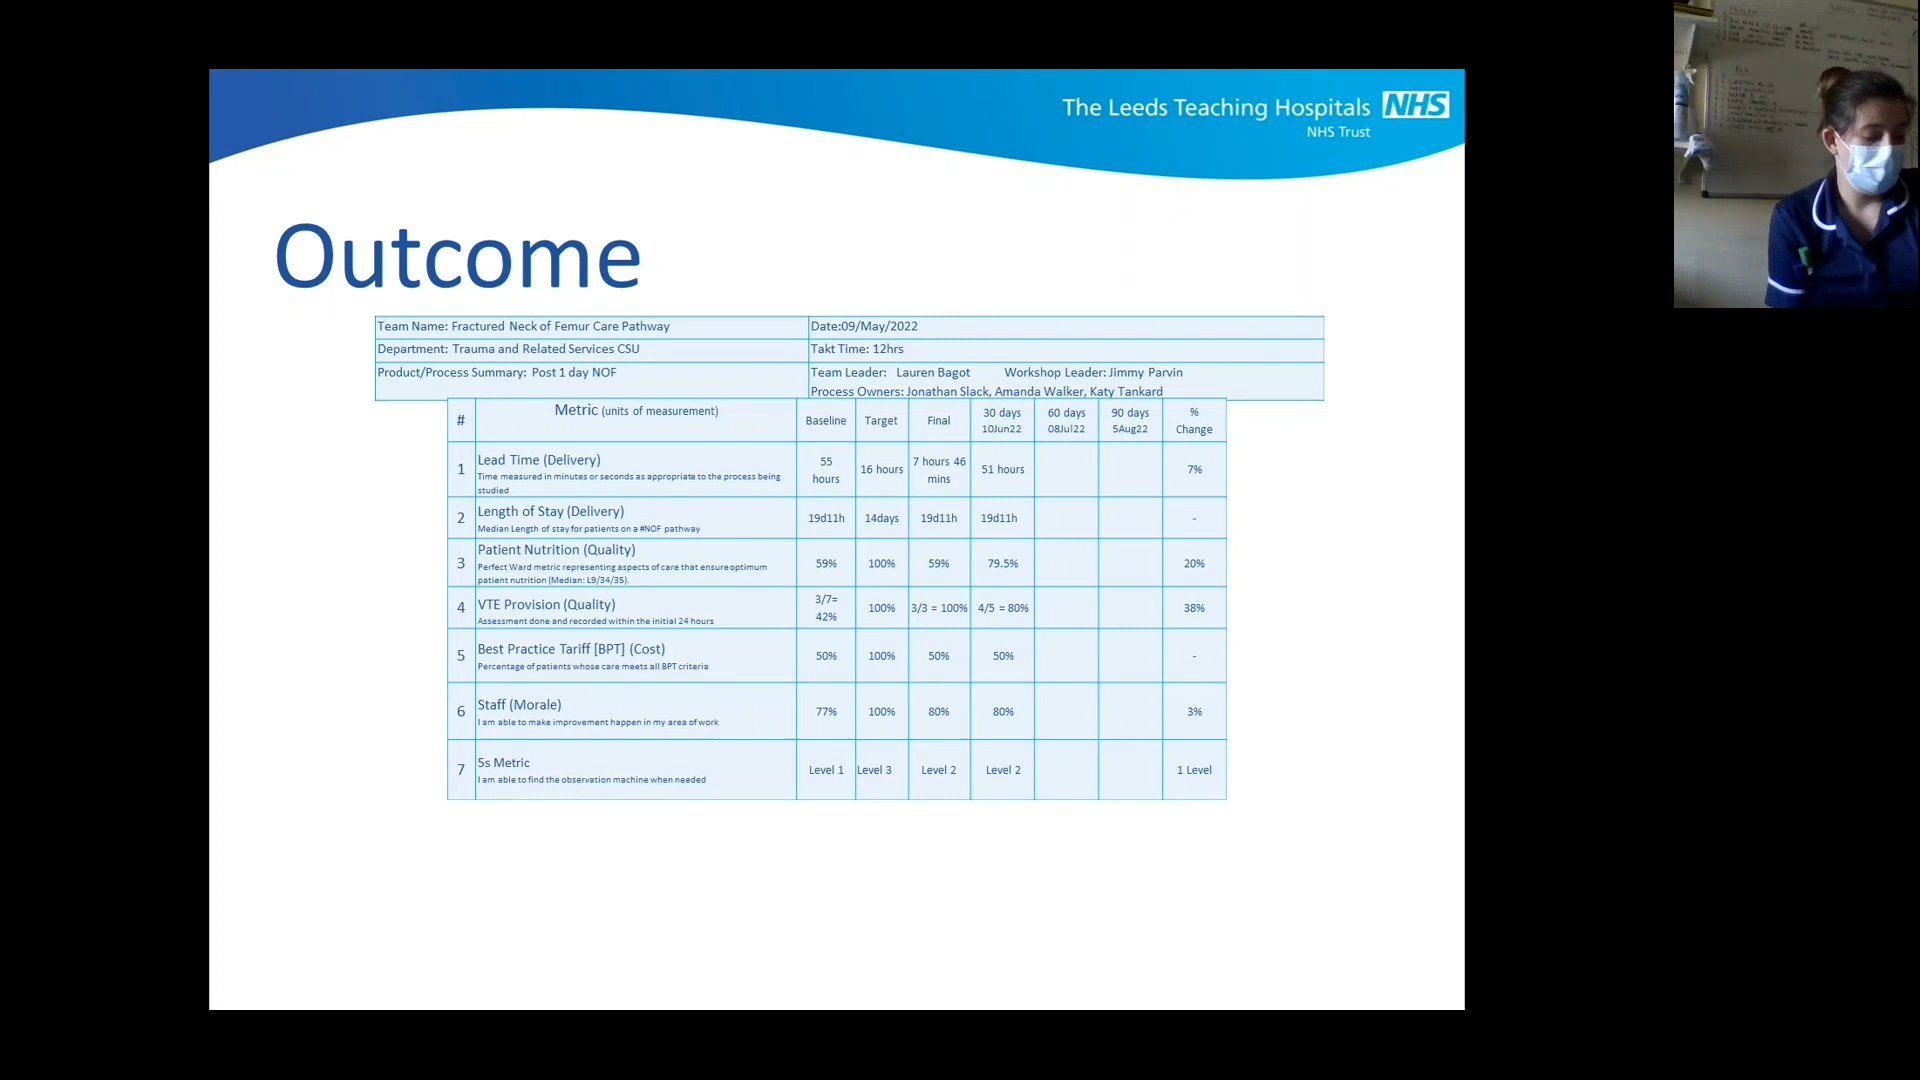 The Leeds Teaching Hospitals NHS
NHS Trust
Outcome
Team Name: Fractured Neck of Femur Care Pathway
Date:09/May/2022
Department: Trauma and Related Services CSU
Takt Time: 12hrs
Product/Process Summary: Post 1 day NOF
Team Leader: Lauren Bagot Workshop Leader: Jimmy Parvin
Process Owners: Jonathan Slack, Amanda Walker, Katy Tankard
# Metric (units of measurement) Baseline Target Final 30 days 60 days 90 days %
10Jun22 08Jul22 5Aug22 Change
1 Lead Time (Delivery) 55 16 hours 7 hours 46 51 hours 7%
Time measured in minutes or seconds as appropriate to the process being hours mins
studied
2 Length of Stay (Delivery) 19d11h 14days 19d11h 19d11h -
Median Length of stay for patients on a #NOF pathway
3 Patient Nutrition (Quality) 59% 100% 59% 79.5% 20%
Perfect Ward metric representing aspects of care that ensure optimum
patient nutrition (Median: L9/34/35).
4 VTE Provision (Quality) 3/7= 100% 3/3 = 100% 4/5 = 80% 38%
Assessment done and recorded within the initial 24 hours 42%
5 Best Practice Tariff [BPT] (Cost) 50% 100% 50% 50% -
Percentage of patients whose care meets all BPT criteria
6 Staff (Morale) 77% 100% 80% 80% 3%
I am able to make improvement happen in my area of work
7 5s Metric Level 1 Level 3 Level 2 Level 2 1 Level
I am able to find the observation machine when needed